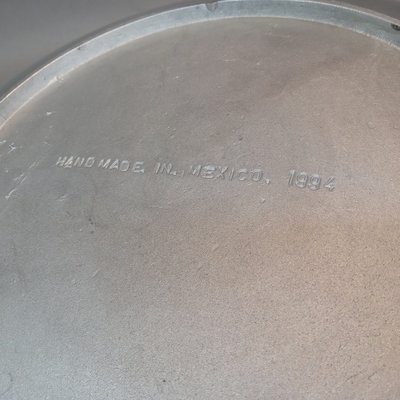 HAND MADE. IN. MEXICO. 1994